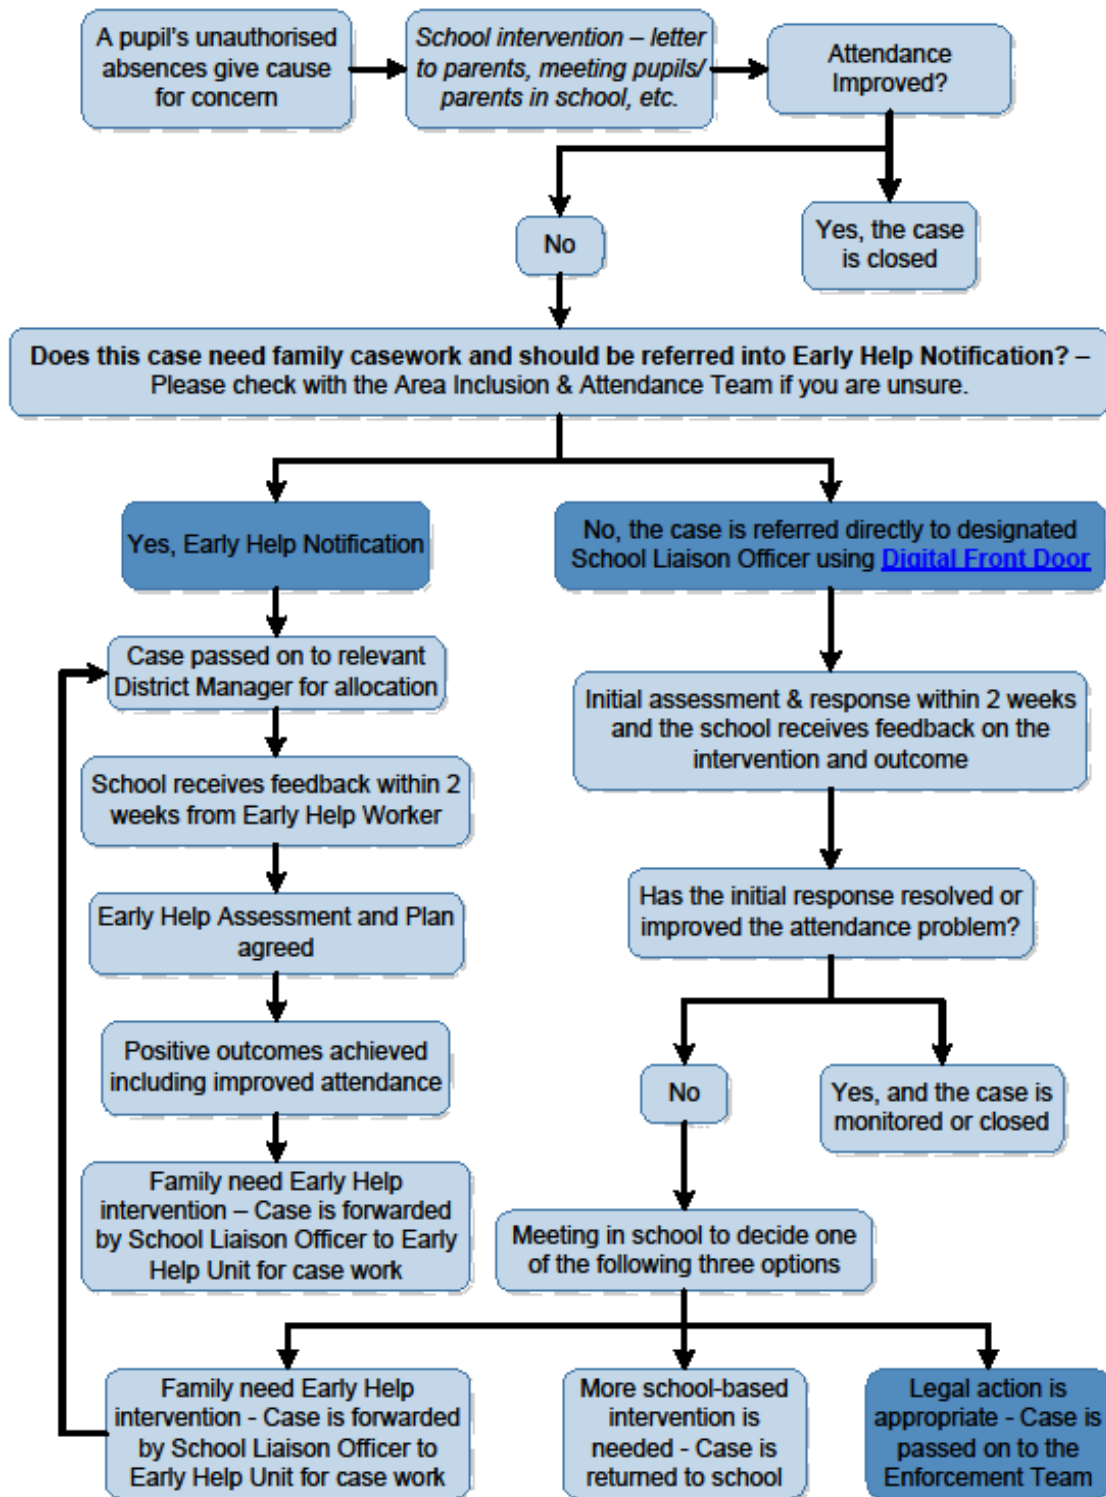 A pupil's unauthorised
absences give cause
for concern
School intervention – letter
to parents, meeting pupils/
parents in school, etc.
Attendance
Improved?
No
Yes, the case
is closed
Does this case need family casework and should be referred into Early Help Notification? –
Please check with the Area Inclusion & Attendance Team if you are unsure.
Yes, Early Help Notification
No, the case is referred directly to designated
School Liaison Officer using Digital Front Door
Case passed on to relevant
District Manager for allocation
School receives feedback within 2
weeks from Early Help Worker
Early Help Assessment and Plan
agreed
Positive outcomes achieved
including improved attendance
Family need Early Help
intervention – Case is forwarded
by School Liaison Officer to Early
Help Unit for case work
Initial assessment & response within 2 weeks
and the school receives feedback on the
intervention and outcome
Has the initial response resolved or
improved the attendance problem?
No
Yes, and the case is
monitored or closed
Meeting in school to decide one
of the following three options
Family need Early Help
intervention - Case is forwarded
by School Liaison Officer to
Early Help Unit for case work
More school-based
intervention is
needed - Case is
returned to school
Legal action is
appropriate - Case is
passed on to the
Enforcement Team